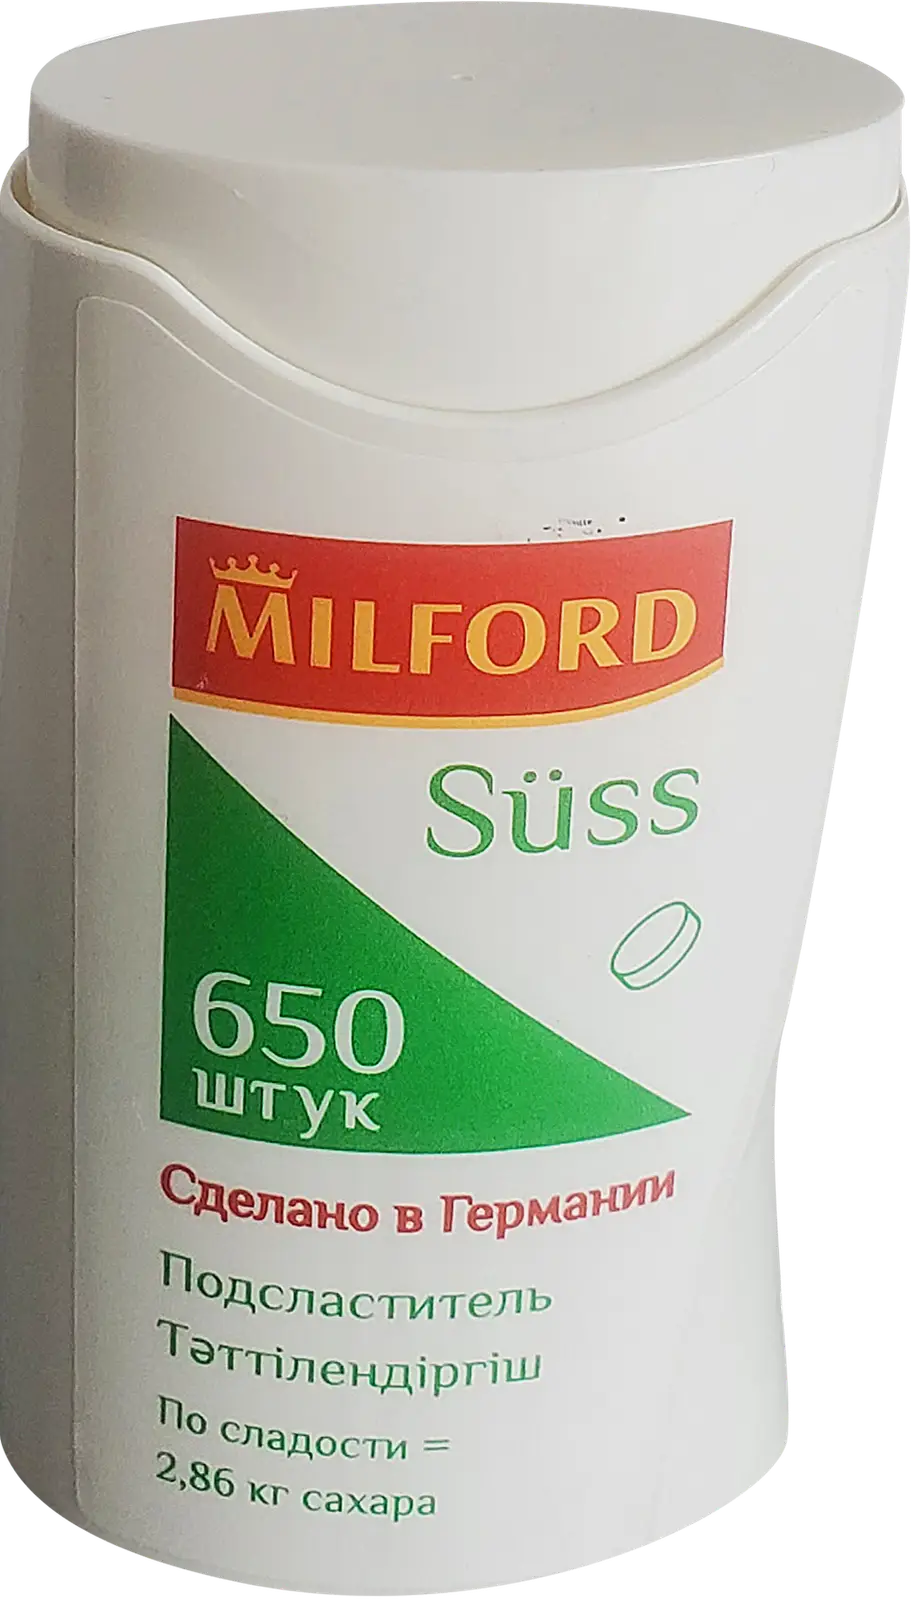 MILFORD
Süss
650
штук
Сделано в Германии
Подсластитель
Тәттілендіргіш
По сладости =
2,86 кг сахара